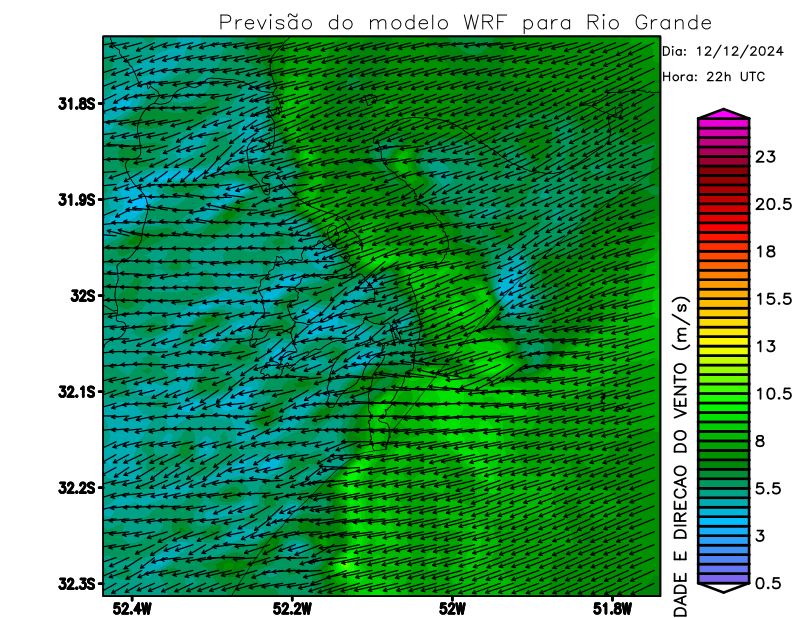 Previsão do modelo WRF para Rio Grande
Dia: 12/12/2024
Hora: 22h UTC
31.8S
31.9S
32S
32.1S
32.2S
32.3S
52.4W
52.2W
52W
51.8W
23
20.5
18
15.5
13
10.5
8
5.5
3
0.5
DADE E DIRECAO DO VENTO (m/s)